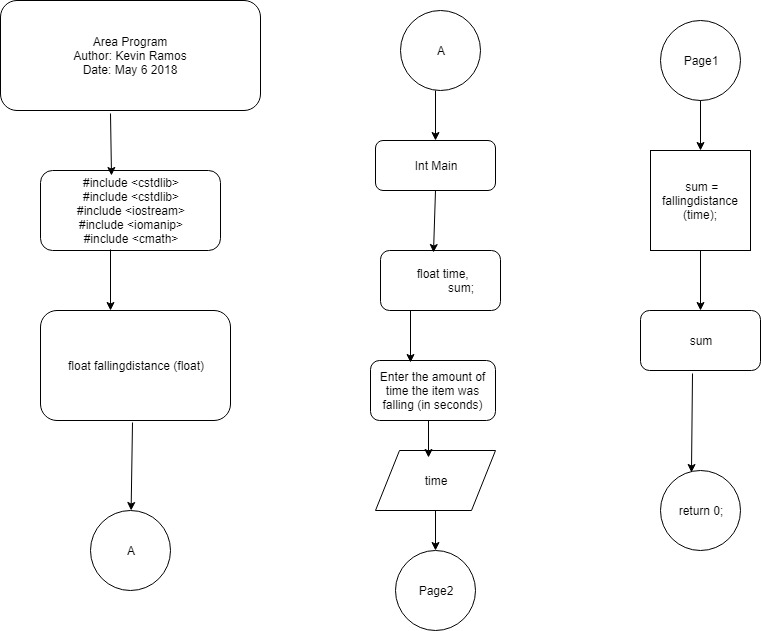 Area Program
Author: Kevin Ramos
Date: May 6 2018
#include <cstdlib>
#include <cstdlib>
#include <iostream>
#include <iomanip>
#include <cmath>
float fallingdistance (float)
A
A
Int Main
float time,
sum;
Enter the amount of
time the item was
falling (in seconds)
time
Page2
Page1
sum =
fallingdistance
(time);
sum
return 0;